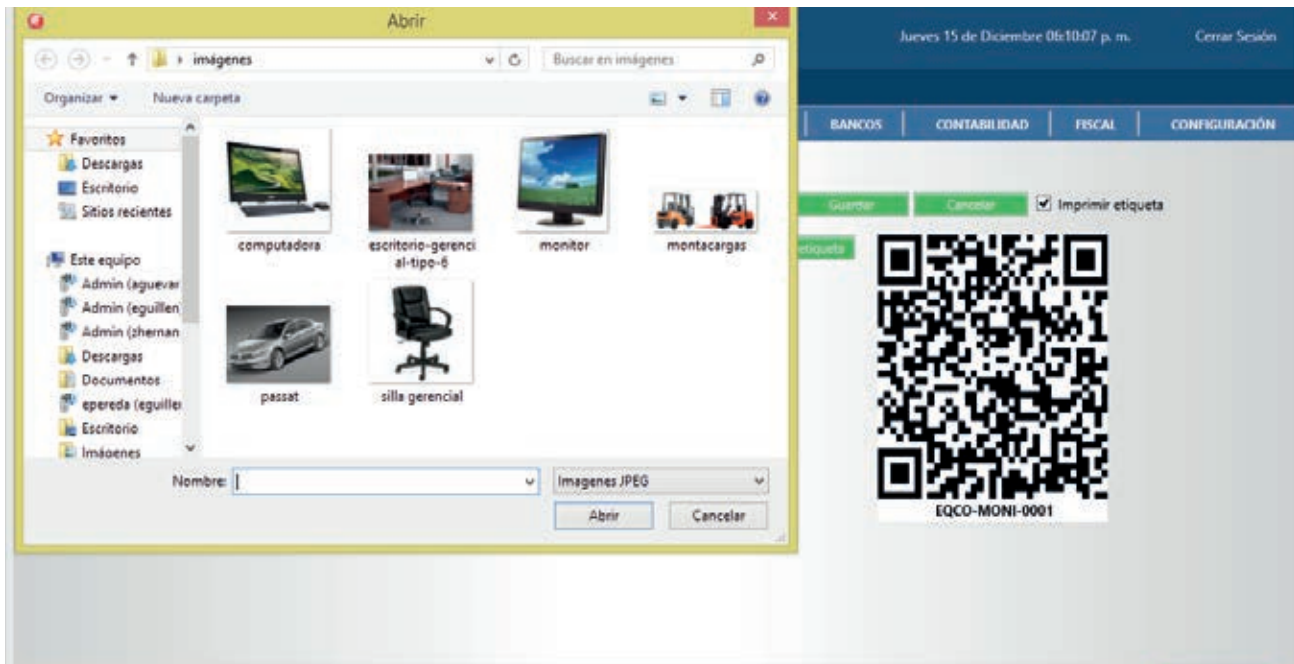 Abrir
Jueves 15 de Diciembre 06:10:07 p. m.
Cerrar Sesión
imágenes
Buscar en imágenes
Organizar
Nueva carpeta
BANCOS
CONTABILIDAD
FISCAL
CONFIGURACIÓN
Favoritos
Descargas
Escritorio
Sitios recientes
Este equipo
Admin (aguevar
Admin (eguillen)
Admin (zhernan
Descargas
Documentos
epereda (eguiller
Escritorio
Imágenes
computadora
escritorio-gerenci
al-tipo-6
monitor
montacargas
passat
silla gerencial
Guardar
Cancelar
Imprimir etiqueta
etiqueta
EQCO-MONI-0001
Nombre:
Imagenes JPEG
Abrir
Cancelar